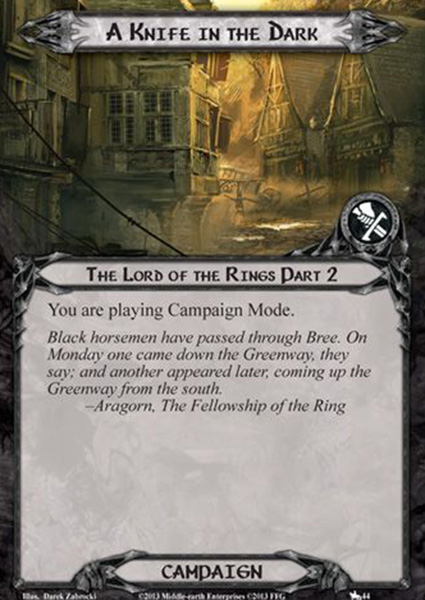 A Knife in the Dark
The Lord of the Rings Part 2
You are playing Campaign Mode.
Black horsemen have passed through Bree. On
Monday one came down the Greenway, they
say; and another appeared later, coming up the
Greenway from the south.
–Aragorn, The Fellowship of the Ring
CAMPAIGN
Illus. Darek Zabrocki ©2013 Middle-earth Enterprises ©2013 FFG 44